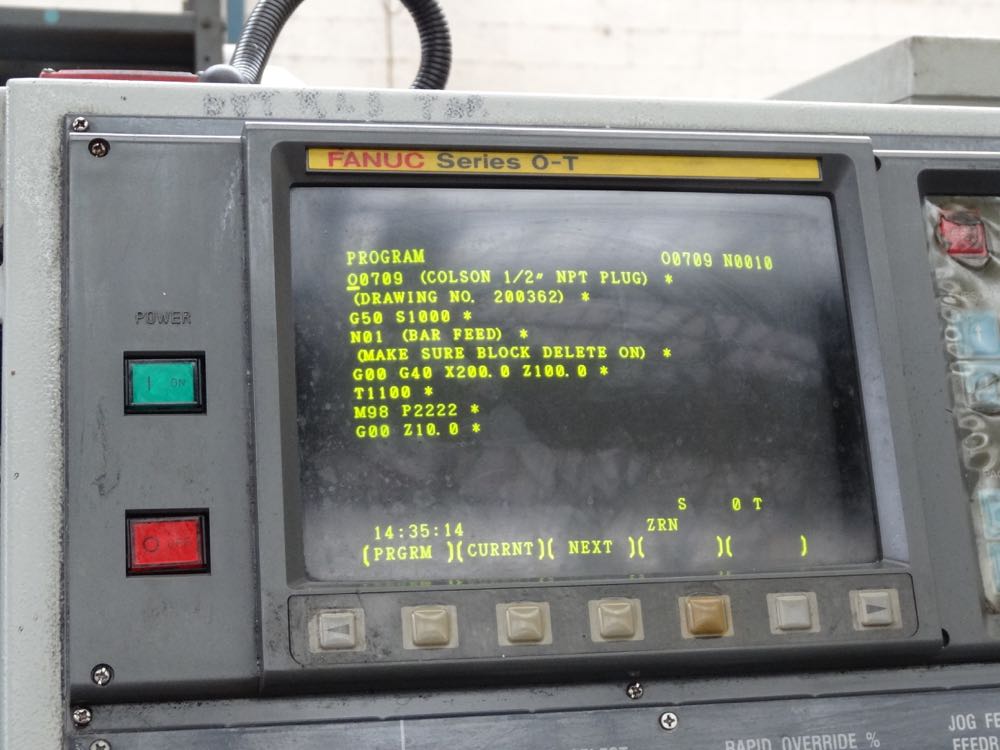 FANUC Series 0-T
PROGRAM O0709 N0010
O0709 (COLSON 1/2" NPT PLUG) *
(DRAWING NO. 200362) *
G50 S1000 *
N01 (BAR FEED) *
(MAKE SURE BLOCK DELETE ON) *
G00 G40 X200.0 Z100.0 *
T1100 *
M98 P2222 *
G00 Z10.0 *
S 0 T
14:35:14 ZRN
(PRGRM )(CURRNT)( NEXT )( )( )
POWER
| ON
O OFF
RAPID OVERRIDE %
JOG FE
FEEDR